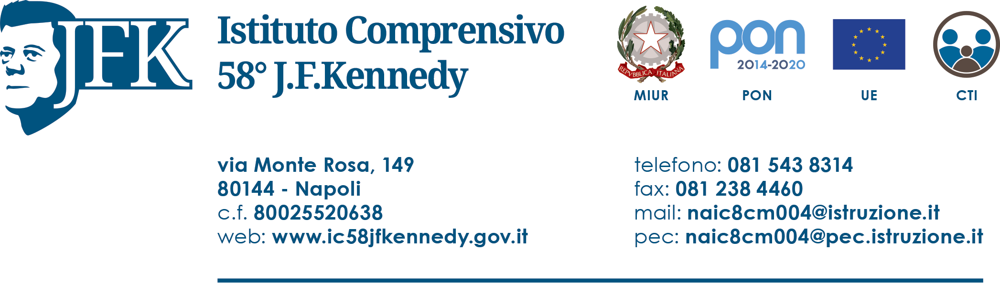 JFK
Istituto Comprensivo
58° J.F.Kennedy
REPVBBLICA ITALIANA
MIUR
pon
2014-2020
PON
UE
CTI
via Monte Rosa, 149
80144 - Napoli
c.f. 80025520638
web: www.ic58jfkennedy.gov.it
telefono: 081 543 8314
fax: 081 238 4460
mail: naic8cm004@istruzione.it
pec: naic8cm004@pec.istruzione.it